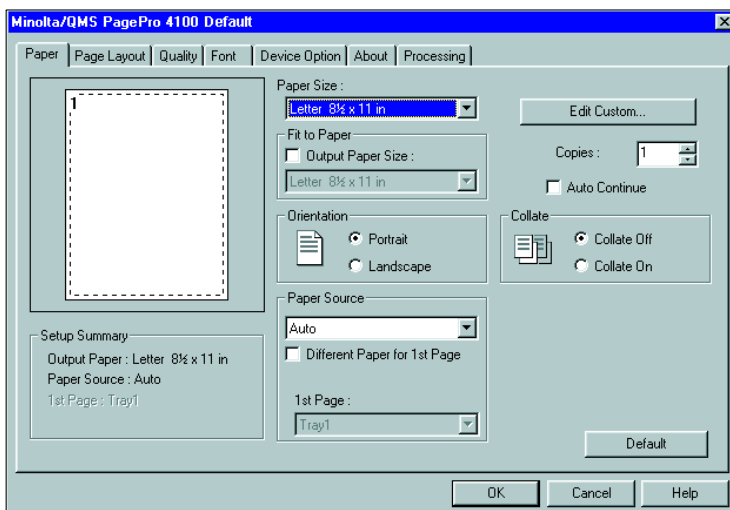 Minolta/QMS PagePro 4100 Default
Paper Page Layout Quality Font Device Option About Processing
1
Paper Size :
Letter 8½ x 11 in
Edit Custom...
Fit to Paper
Output Paper Size :
Letter 8½ x 11 in
Copies : 1
Auto Continue
Orientation
Portrait
Landscape
Collate
Collate Off
Collate On
Paper Source
Auto
Different Paper for 1st Page
1st Page :
Tray1
Setup Summary
Output Paper : Letter 8½ x 11 in
Paper Source : Auto
1st Page : Tray1
Default
OK Cancel Help